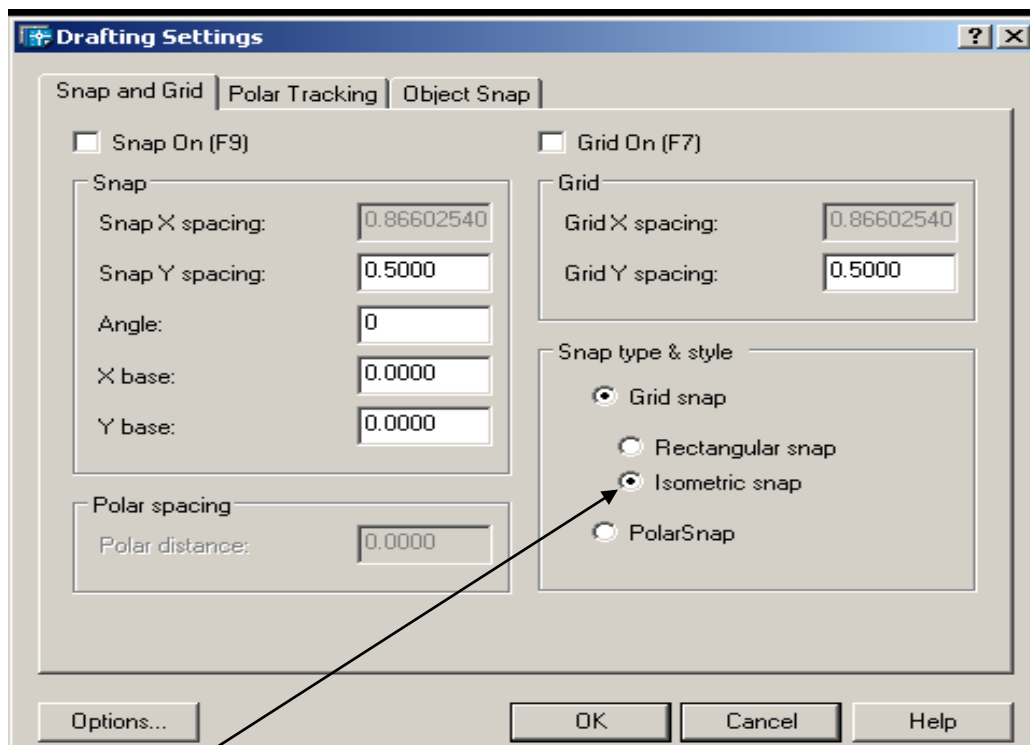 Drafting Settings
Snap and Grid Polar Tracking Object Snap
Snap On (F9)
Snap
Snap X spacing: 0.86602540
Snap Y spacing: 0.5000
Angle: 0
X base: 0.0000
Y base: 0.0000
Polar spacing
Polar distance: 0.0000
Grid On (F7)
Grid
Grid X spacing: 0.86602540
Grid Y spacing: 0.5000
Snap type & style
Grid snap
Rectangular snap
Isometric snap
PolarSnap
Options... OK Cancel Help